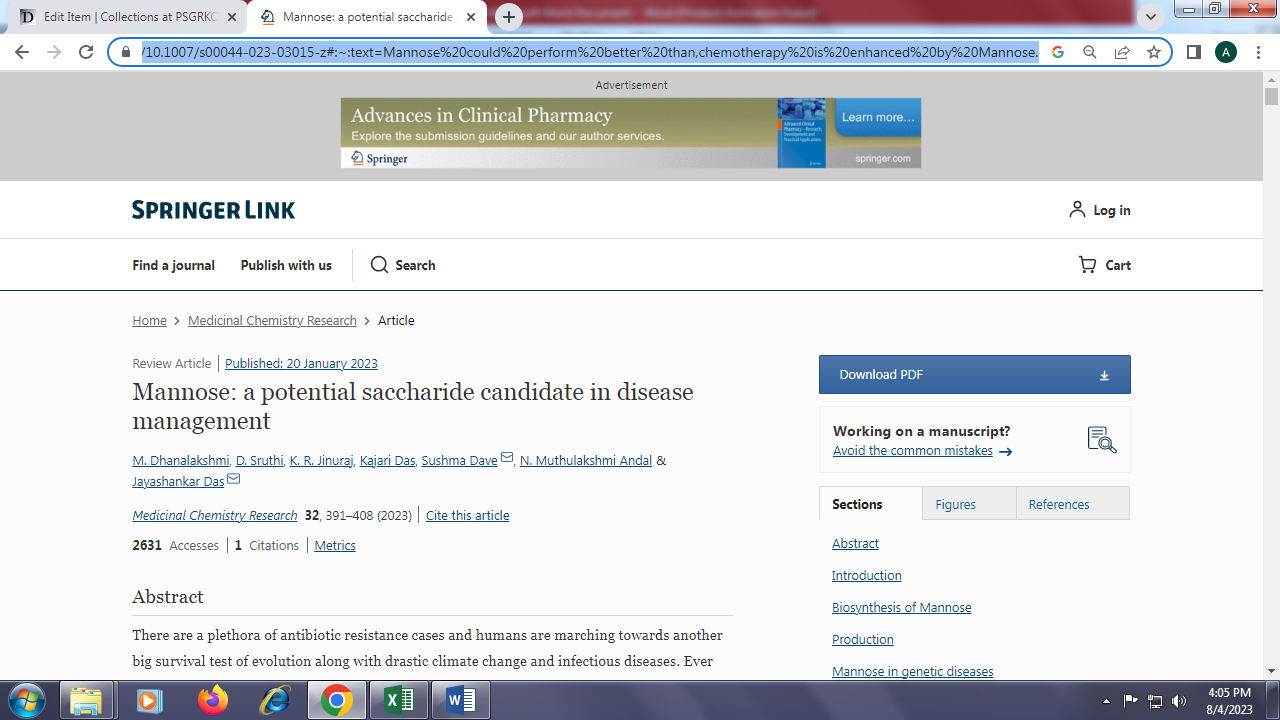 Edit Item | Collections at PSGRKC
Mannose: a potential saccharide
/10.1007/s00044-023-03015-z#:~:text=Mannose%20could%20perform%20better%20than,chemotherapy%20is%20enhanced%20by%20Mannose.
A
Advertisement
Advances in Clinical Pharmacy
Explore the submission guidelines and our author services.
Learn more...
Springer
springer.com
SPRINGER LINK
Log in
Find a journal
Publish with us
Search
Cart
Home > Medicinal Chemistry Research > Article
Review Article | Published: 20 January 2023
Mannose: a potential saccharide candidate in disease
management
M. Dhanalakshmi, D. Sruthi, K. R. Jinuraj, Kajari Das, Sushma Dave, N. Muthulakshmi Andal &
Jayashankar Das
Medicinal Chemistry Research 32, 391–408 (2023) | Cite this article
2631 Accesses | 1 Citations | Metrics
Abstract
There are a plethora of antibiotic resistance cases and humans are marching towards another
big survival test of evolution along with drastic climate change and infectious diseases. Ever
Download PDF
Working on a manuscript?
Avoid the common mistakes →
Sections
Figures
References
Abstract
Introduction
Biosynthesis of Mannose
Production
Mannose in genetic diseases
4:05 PM
8/4/2023